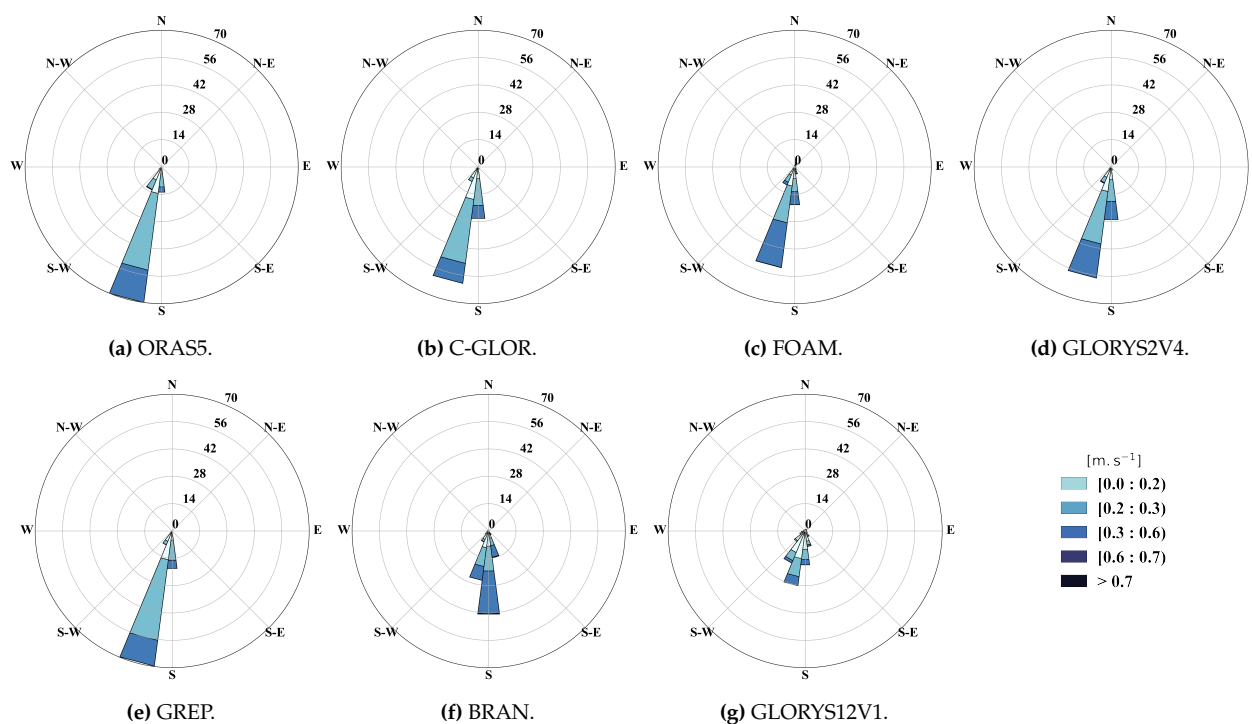 N
70
N-W
N-E
56
42
28
14
0
W
E
S-W
S-E
S
(a) ORAS5.
N
70
N-W
N-E
56
42
28
14
0
W
E
S-W
S-E
S
(b) C-GLOR.
N
70
N-W
N-E
56
42
28
14
0
W
E
S-W
S-E
S
(c) FOAM.
N
70
N-W
N-E
56
42
28
14
0
W
S-W
S-E
S
(d) GLORYS2V4.
N
70
N-W
N-E
56
42
28
14
0
W
E
S-W
S-E
S
(e) GREP.
N
70
N-W
N-E
56
42
28
14
0
W
E
S-W
S-E
S
(f) BRAN.
N
70
N-W
N-E
56
42
28
14
0
W
E
S-W
S-E
S
(g) GLORYS12V1.
[m. s⁻¹]
[0.0 : 0.2)
[0.2 : 0.3)
[0.3 : 0.6)
[0.6 : 0.7)
> 0.7